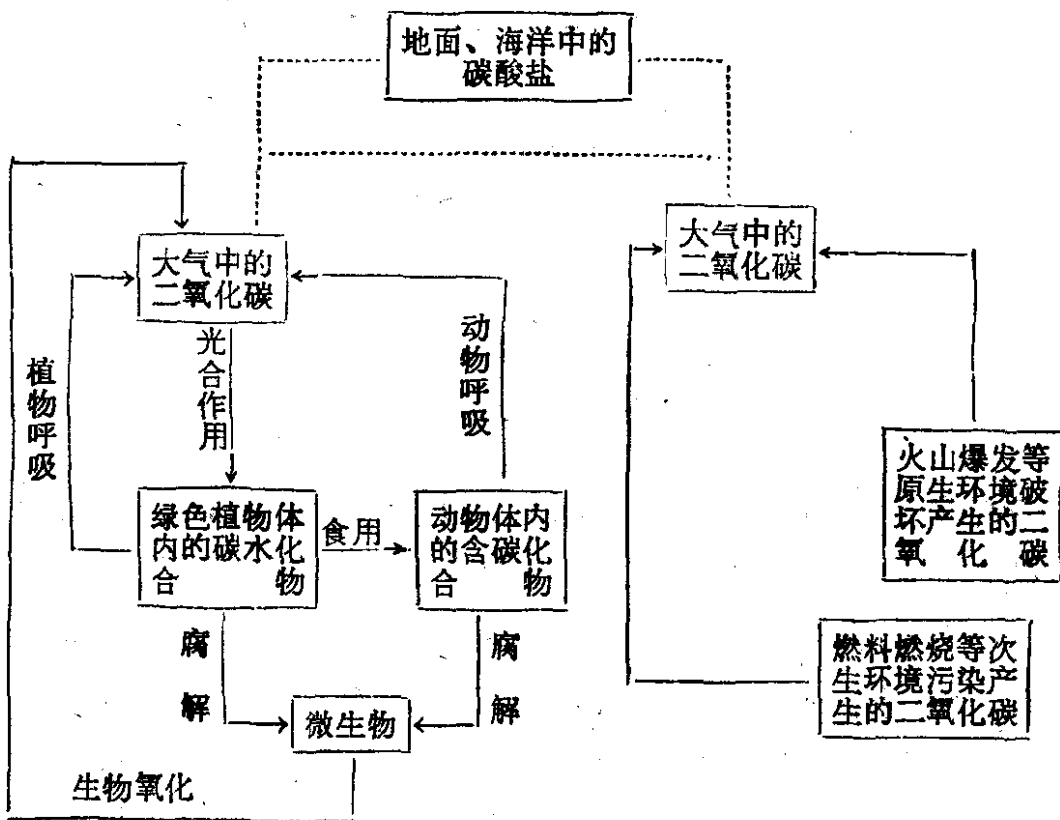 地面、海洋中的
碳酸盐
大气中的
二氧化碳
大气中的
二氧化碳
植物呼吸
光合作用
动物呼吸
绿色植物体
内的碳水化
合物
食用
动物体内
的含碳化
合物
火山爆发等
原生环境破
坏产生的二
氧化碳
腐解
腐解
微生物
燃料燃烧等次
生环境污染产
生的二氧化碳
生物氧化